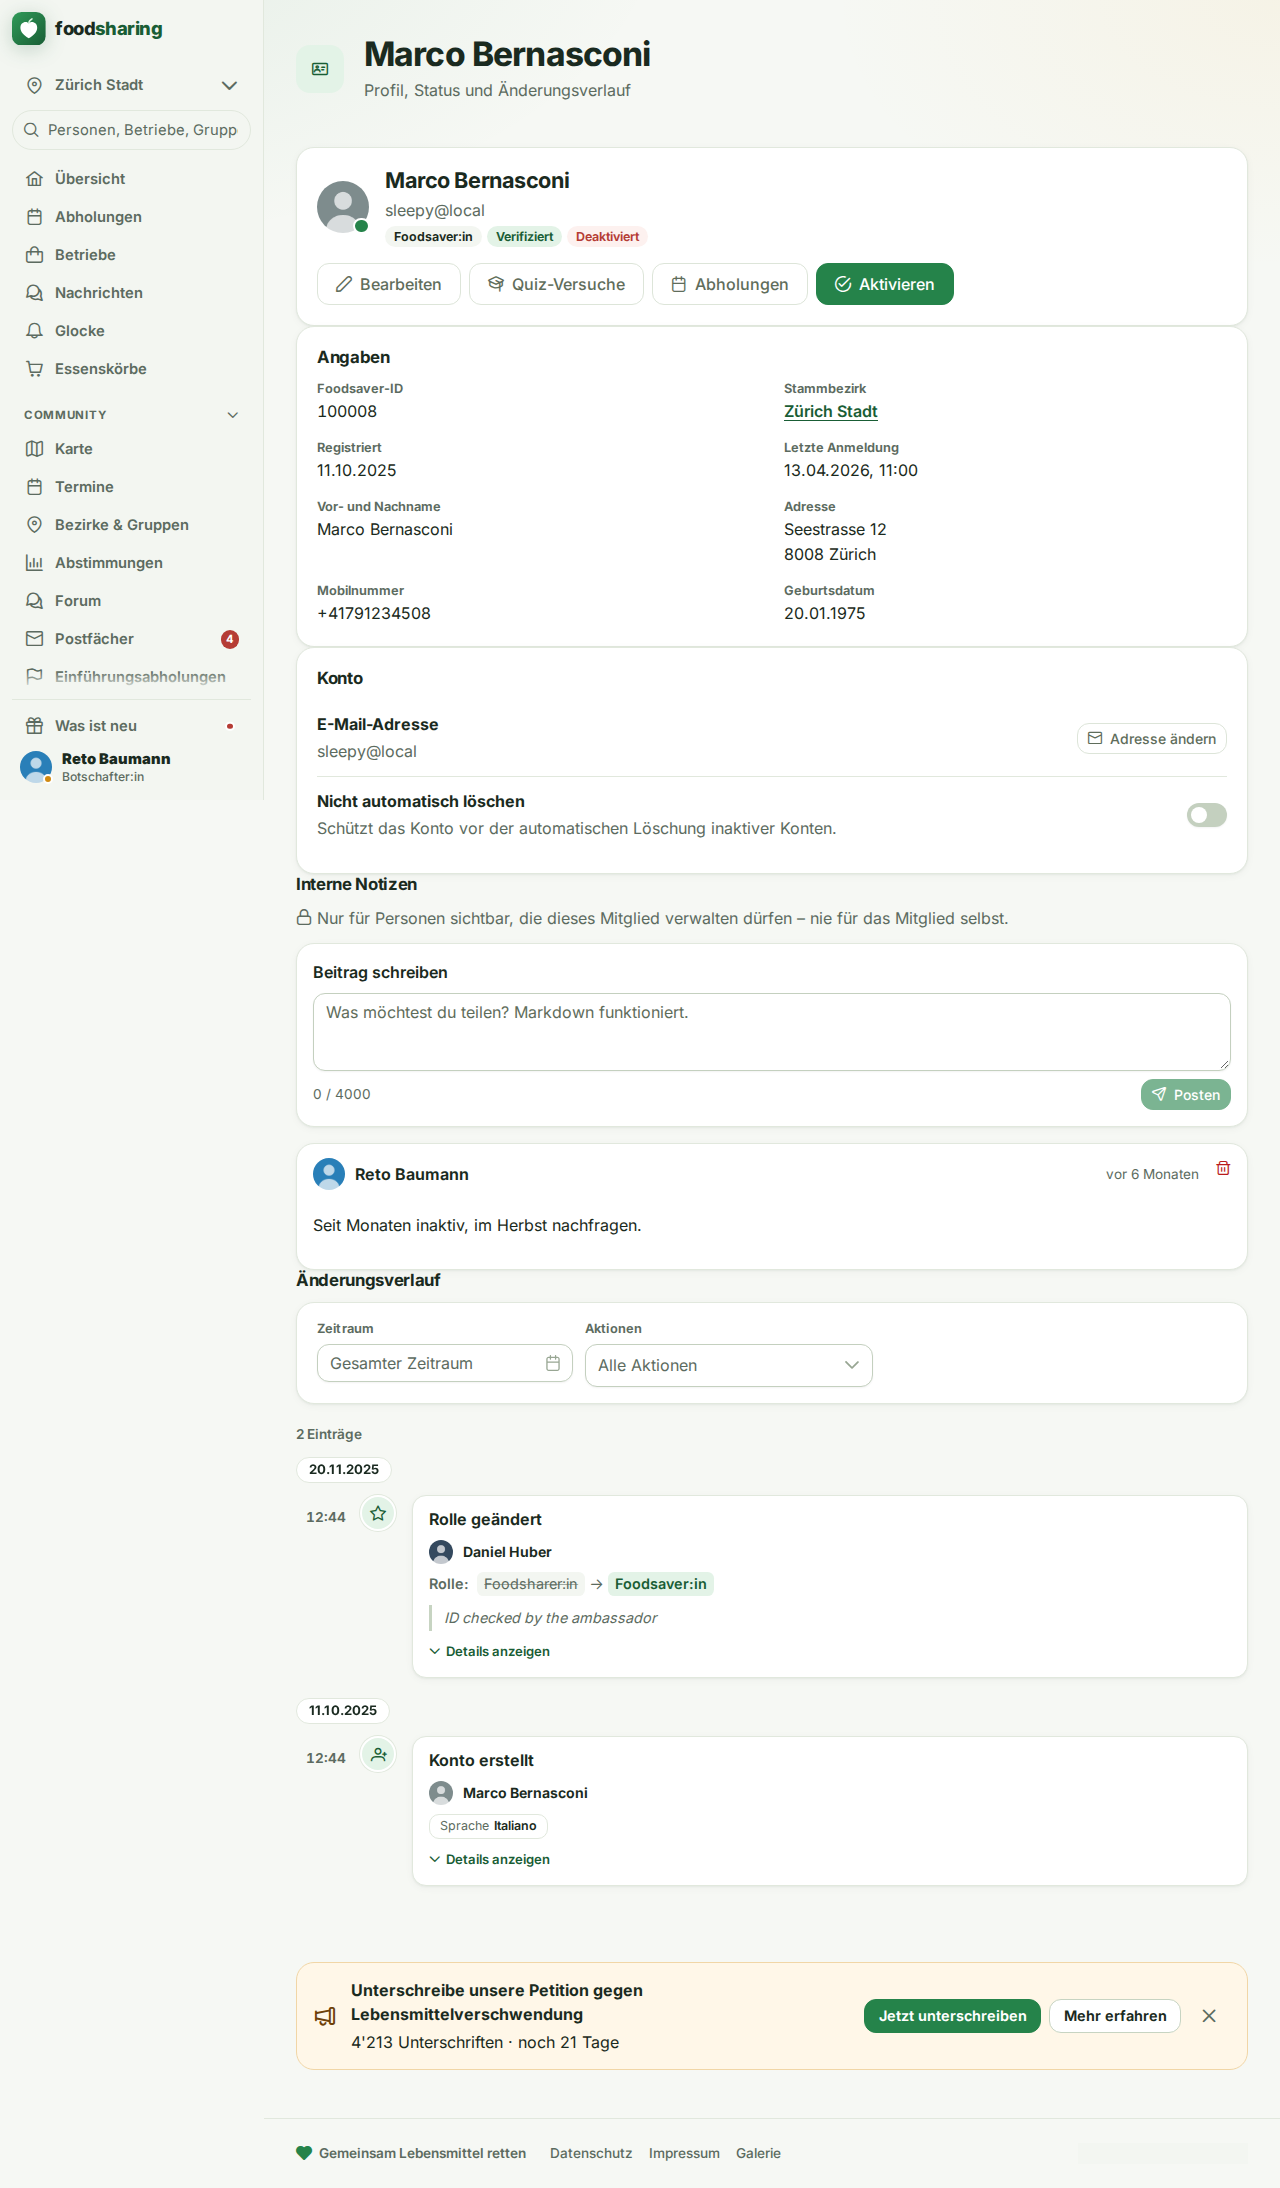 foodsharing
Zürich Stadt
Personen, Betriebe, Grupp
Übersicht
Abholungen
Betriebe
Nachrichten
Glocke
Essenskörbe
COMMUNITY
Karte
Termine
Bezirke & Gruppen
Abstimmungen
Forum
Postfächer 4
Einführungsabholungen
Was ist neu
Reto Baumann
Botschafter:in
Marco Bernasconi
Profil, Status und Änderungsverlauf
Marco Bernasconi
sleepy@local
Foodsaver:in Verifiziert Deaktiviert
Bearbeiten Quiz-Versuche Abholungen Aktivieren
Angaben
Foodsaver-ID Stammbezirk
100008 Zürich Stadt
Registriert Letzte Anmeldung
11.10.2025 13.04.2026, 11:00
Vor- und Nachname Adresse
Marco Bernasconi Seestrasse 12
8008 Zürich
Mobilnummer Geburtsdatum
+41791234508 20.01.1975
Konto
E-Mail-Adresse
sleepy@local
Adresse ändern
Nicht automatisch löschen
Schützt das Konto vor der automatischen Löschung inaktiver Konten.
Interne Notizen
Nur für Personen sichtbar, die dieses Mitglied verwalten dürfen – nie für das Mitglied selbst.
Beitrag schreiben
Was möchtest du teilen? Markdown funktioniert.
0 / 4000 Posten
Reto Baumann vor 6 Monaten
Seit Monaten inaktiv, im Herbst nachfragen.
Änderungsverlauf
Zeitraum Aktionen
Gesamter Zeitraum Alle Aktionen
2 Einträge
20.11.2025
12:44 Rolle geändert
Daniel Huber
Rolle: Foodsharer:in → Foodsaver:in
ID checked by the ambassador
Details anzeigen
11.10.2025
12:44 Konto erstellt
Marco Bernasconi
Sprache Italiano
Details anzeigen
Unterschreibe unsere Petition gegen
Lebensmittelverschwendung
4'213 Unterschriften · noch 21 Tage
Jetzt unterschreiben Mehr erfahren
Gemeinsam Lebensmittel retten Datenschutz Impressum Galerie